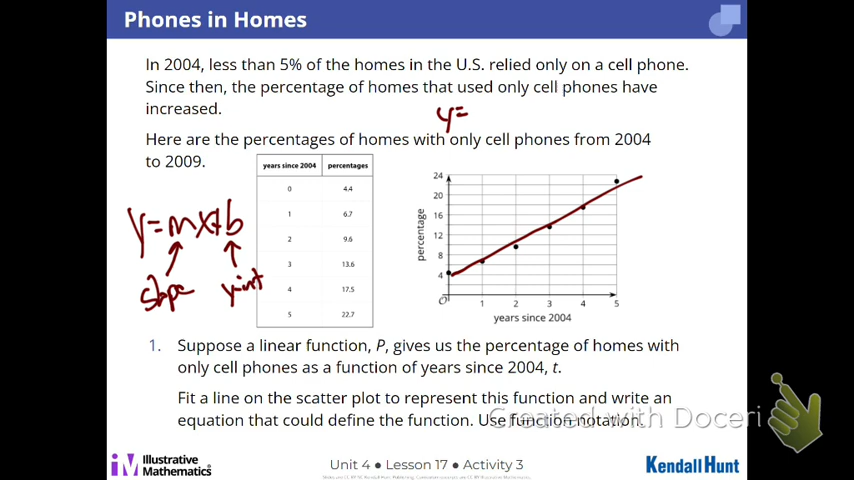 Phones in Homes
In 2004, less than 5% of the homes in the U.S. relied only on a cell phone.
Since then, the percentage of homes that used only cell phones have
increased.
y=
Here are the percentages of homes with only cell phones from 2004
to 2009.
years since 2004 percentages
0 4.4
1 6.7
2 9.6
3 13.6
4 17.5
5 22.7
y=mx+b
slope y-int
24
20
16
12
8
4
O 1 2 3 4 5
percentage
years since 2004
1. Suppose a linear function, P, gives us the percentage of homes with
only cell phones as a function of years since 2004, t.
Fit a line on the scatter plot to represent this function and write an
equation that could define the function. Use function notation.
Created with Doceri
IM Illustrative
Mathematics®
Unit 4 ● Lesson 17 ● Activity 3
Kendall Hunt